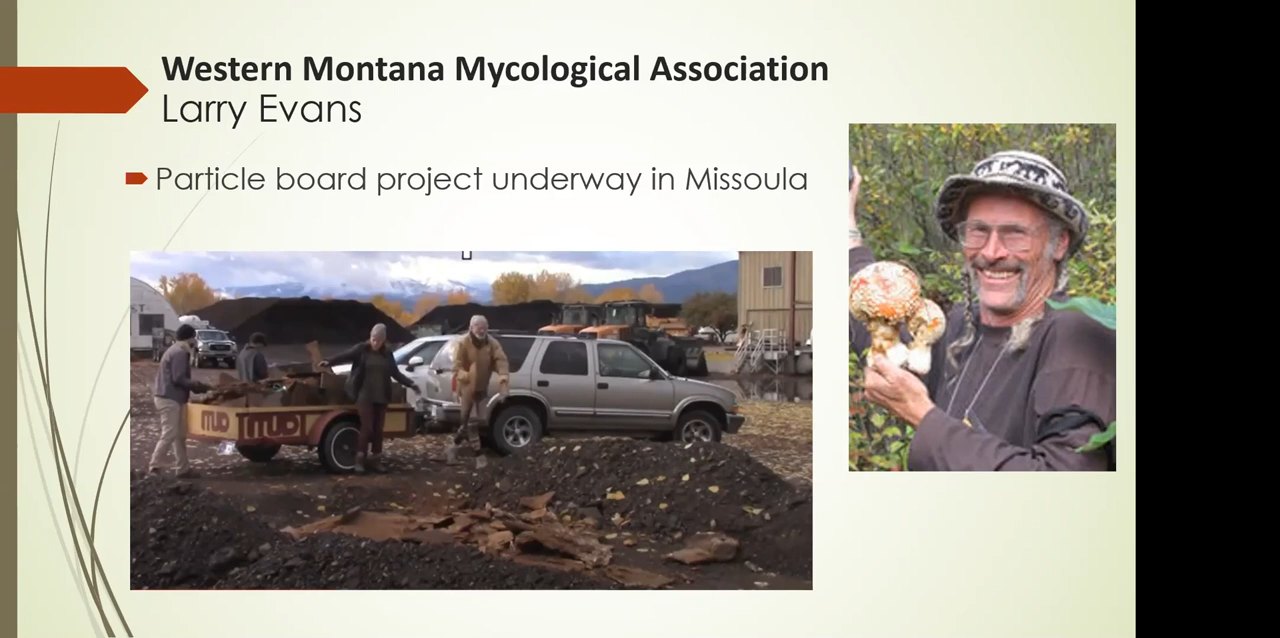 Western Montana Mycological Association
Larry Evans
Particle board project underway in Missoula
MUD MUD